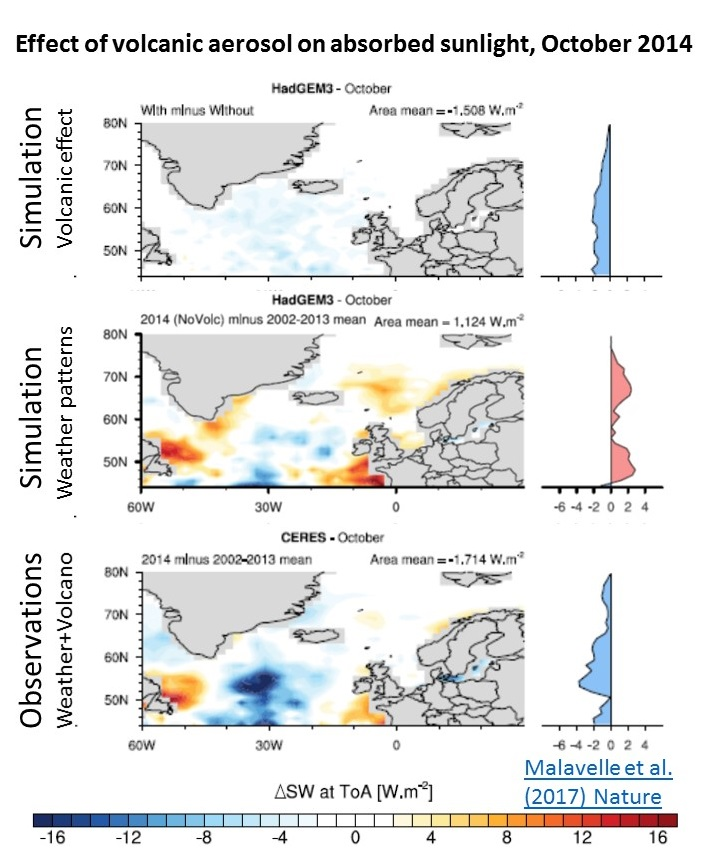 Effect of volcanic aerosol on absorbed sunlight, October 2014
Simulation
Volcanic effect
HadGEM3 - October
With minus Without
Area mean = -1.508 W.m-2
80N
70N
60N
50N
Simulation
Weather patterns
HadGEM3 - October
2014 (NoVolc) minus 2002-2013 mean
Area mean = 1.124 W.m-2
80N
70N
60N
50N
60W
30W
0
-6 -4 -2 0 2 4
Observations
Weather+Volcano
CERES - October
2014 minus 2002-2013 mean
Area mean = -1.714 W.m-2
80N
70N
60N
50N
60W
30W
0
-6 -4 -2 0 2 4
Malavelle et al.
(2017) Nature
ΔSW at ToA [W.m-2]
-16 -12 -8 -4 0 4 8 12 16